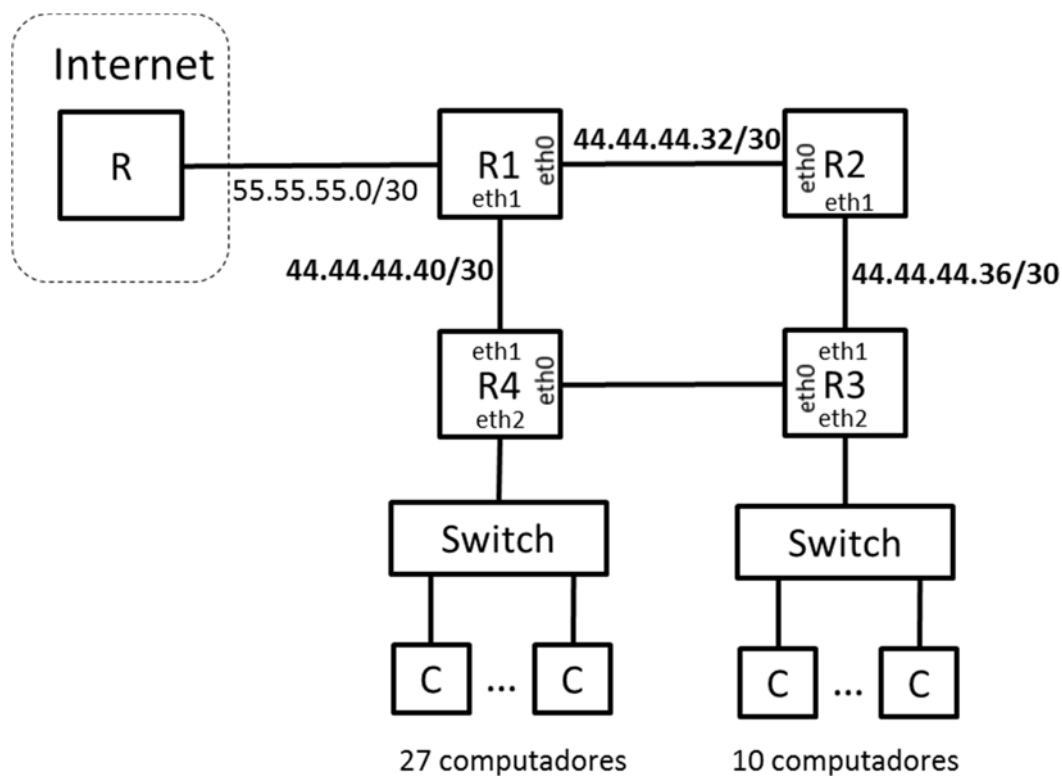 Internet
R
55.55.55.0/30
R1
eth0
eth1
44.44.44.32/30
R2
eth0
eth1
44.44.44.40/30
44.44.44.36/30
eth1
R4
eth0
eth2
eth1
eth0
R3
eth2
Switch
Switch
C
...
C
C
...
C
27 computadores
10 computadores